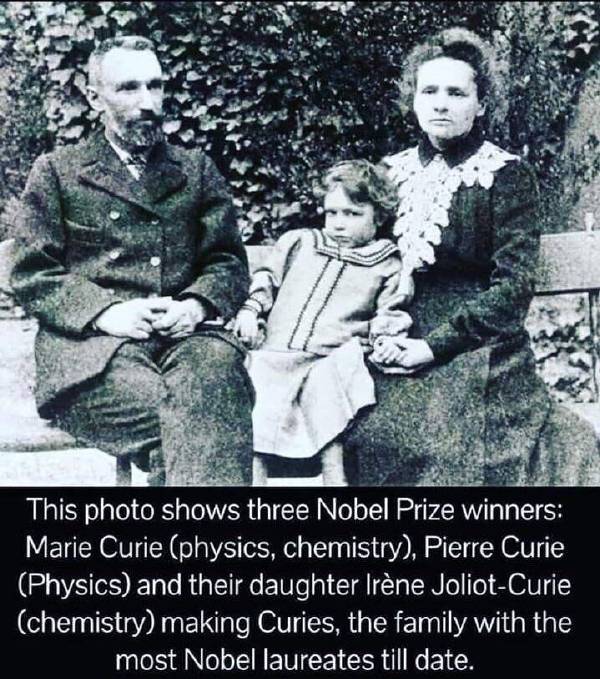 This photo shows three Nobel Prize winners:
Marie Curie (physics, chemistry), Pierre Curie
(Physics) and their daughter Irène Joliot-Curie
(chemistry) making Curies, the family with the
most Nobel laureates till date.